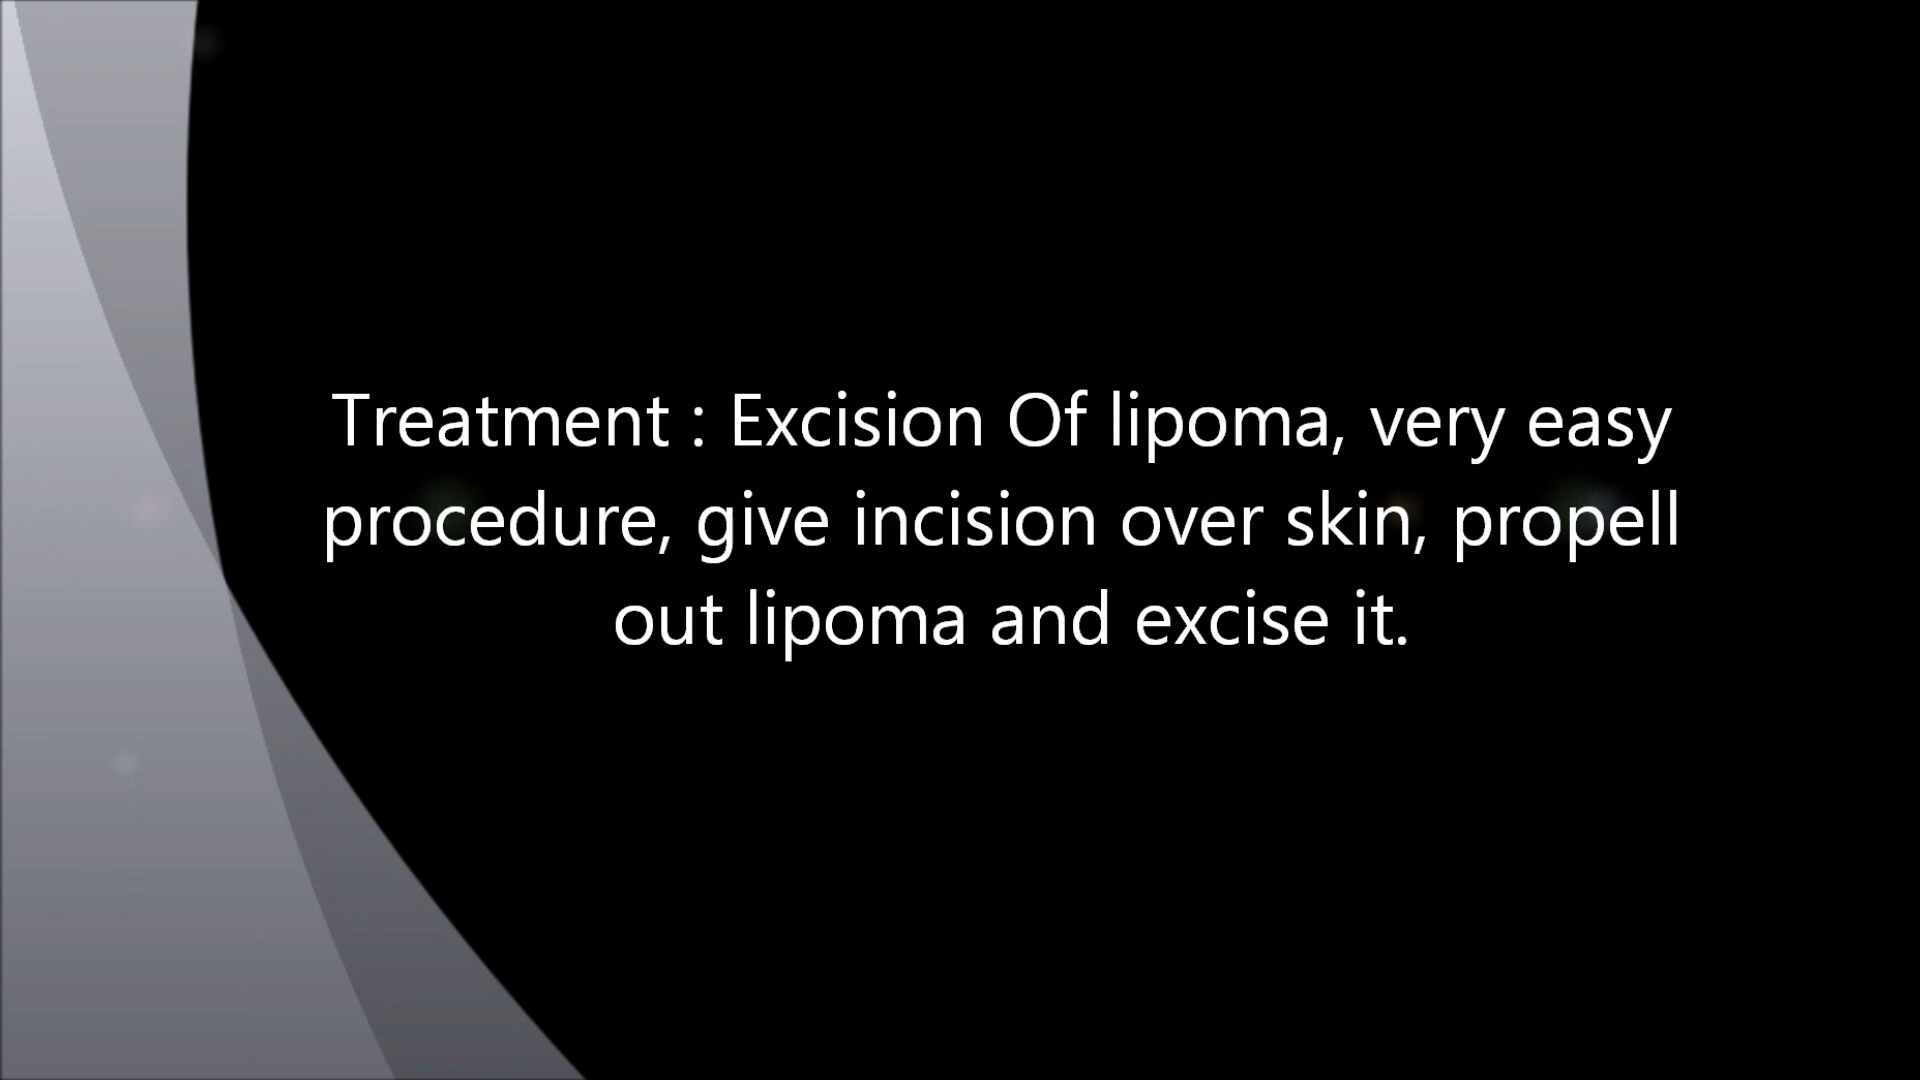 Treatment : Excision Of lipoma, very easy
procedure, give incision over skin, propell
out lipoma and excise it.